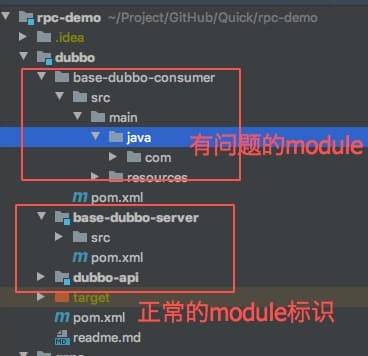 rpc-demo ~/Project/GitHub/Quick/rpc-demo
.idea
dubbo
base-dubbo-consumer
src
main
java
有问题的module
com
resources
pom.xml
base-dubbo-server
src
pom.xml
dubbo-api
target
正常的module标识
pom.xml
readme.md